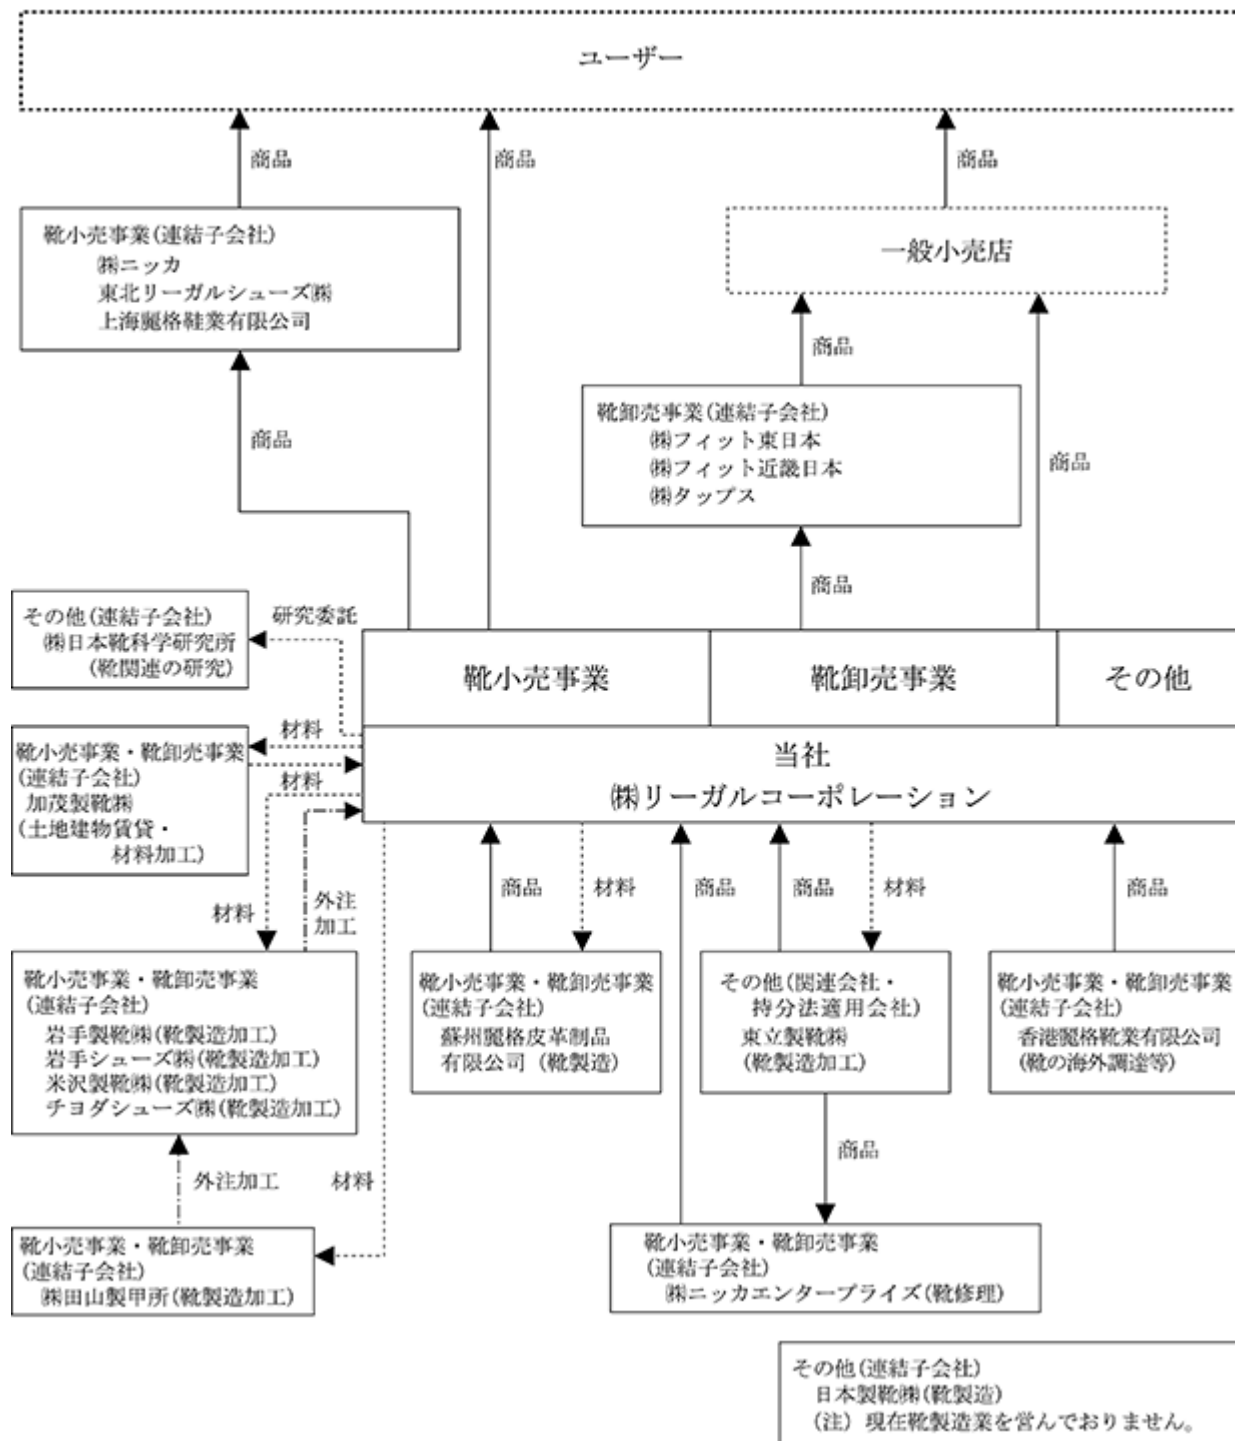 ユーザー
商品
商品
商品
靴小売事業(連結子会社)
㈱ニッカ
東北リーガルシューズ㈱
上海麗格鞋業有限公司
一般小売店
商品
商品
商品
靴卸売事業(連結子会社)
㈱フィット東日本
㈱フィット近畿日本
㈱タップス
商品
その他(連結子会社)
㈱日本靴科学研究所
(靴関連の研究)
研究委託
靴小売事業
靴卸売事業
その他
当社
㈱リーガルコーポレーション
靴小売事業・靴卸売事業
(連結子会社)
加茂製靴㈱
(土地建物賃貸・
材料加工)
材料
材料
材料
外注
加工
商品
材料
商品
商品
材料
商品
靴小売事業・靴卸売事業
(連結子会社)
岩手製靴㈱(靴製造加工)
岩手シューズ㈱(靴製造加工)
米沢製靴㈱(靴製造加工)
チヨダシューズ㈱(靴製造加工)
靴小売事業・靴卸売事業
(連結子会社)
蘇州麗格皮革制品
有限公司(靴製造)
その他(関連会社・
持分法適用会社)
東立製靴㈱
(靴製造加工)
靴小売事業・靴卸売事業
(連結子会社)
香港麗格靴業有限公司
(靴の海外調達等)
外注加工
材料
商品
靴小売事業・靴卸売事業
(連結子会社)
㈱田山製甲所(靴製造加工)
靴小売事業・靴卸売事業
(連結子会社)
㈱ニッカエンタープライズ(靴修理)
その他(連結子会社)
日本製靴㈱(靴製造)
(注) 現在靴製造業を営んでおりません。